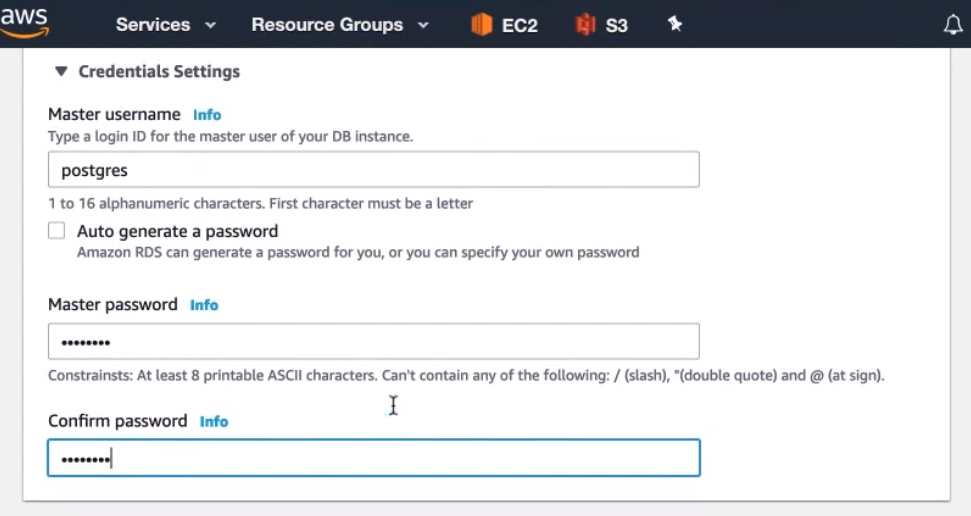 aws Services Resource Groups EC2 S3
Credentials Settings
Master username Info
Type a login ID for the master user of your DB instance.
postgres
1 to 16 alphanumeric characters. First character must be a letter
Auto generate a password
Amazon RDS can generate a password for you, or you can specify your own password
Master password Info
••••••••
Constrainsts: At least 8 printable ASCII characters. Can't contain any of the following: / (slash), "(double quote) and @ (at sign).
Confirm password Info
••••••••